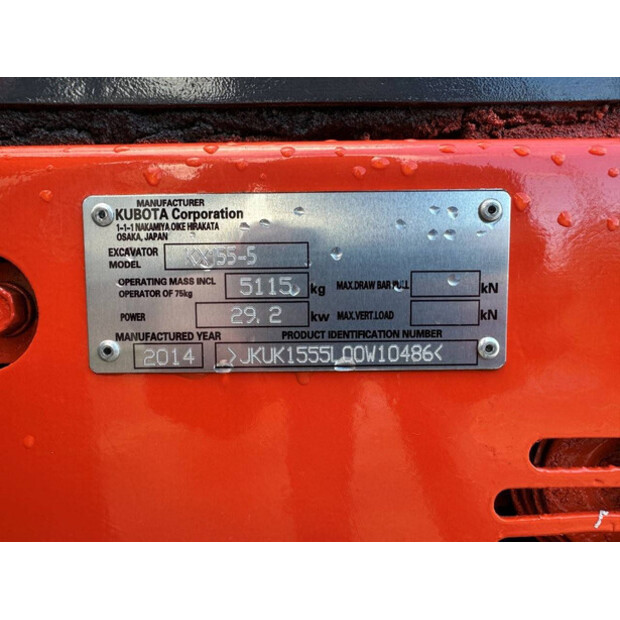 MANUFACTURER
KUBOTA Corporation
1-1-1 NAKAMIYA OIKE HIRAKATA
OSAKA, JAPAN
EXCAVATOR
MODEL
OPERATING MASS INCL
OPERATOR OF 75kg
5115 kg
MAX.DRAW BAR PULL kN
POWER 29.2 kw
MAX.VERT.LOAD kN
MANUFACTURED YEAR
2014
PRODUCT IDENTIFICATION NUMBER
>JKUK1555L00W10486<